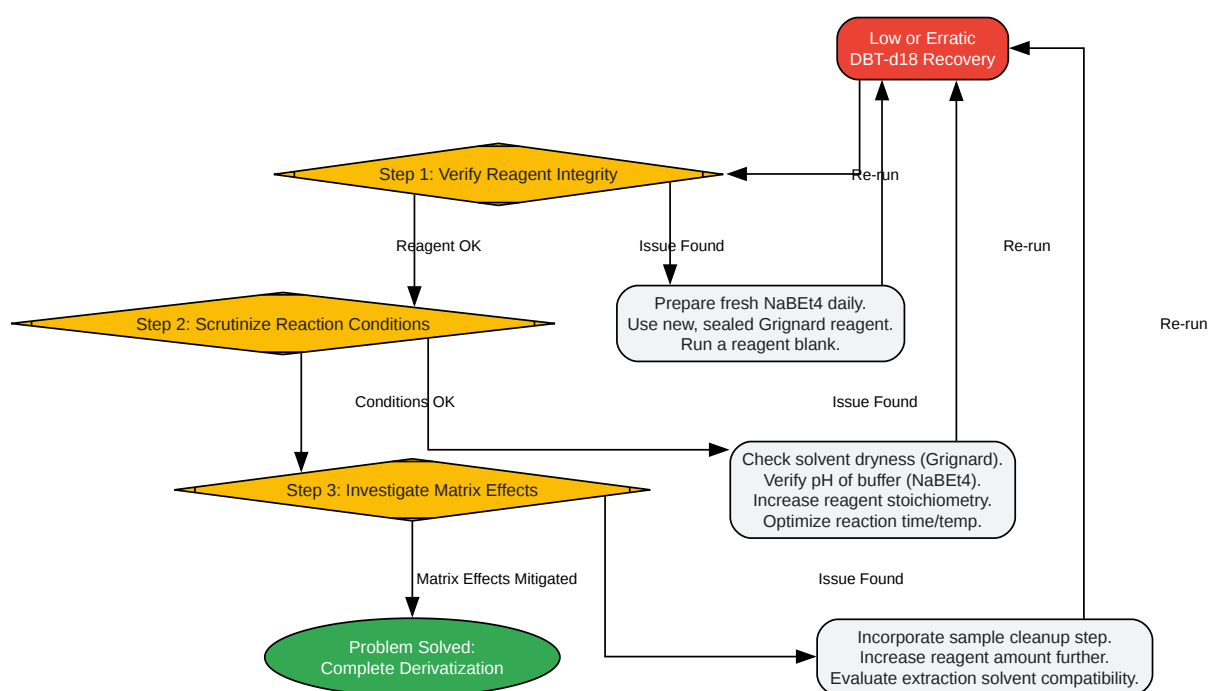 Low or Erratic
DBT-d18 Recovery
Step 1: Verify Reagent Integrity
Re-run
Reagent OK
Issue Found
Re-run
Prepare fresh NaBEt4 daily.
Use new, sealed Grignard reagent.
Run a reagent blank.
Step 2: Scrutinize Reaction Conditions
Re-run
Conditions OK
Issue Found
Check solvent dryness (Grignard).
Verify pH of buffer (NaBEt4).
Increase reagent stoichiometry.
Optimize reaction time/temp.
Step 3: Investigate Matrix Effects
Matrix Effects Mitigated
Issue Found
Problem Solved:
Complete Derivatization
Incorporate sample cleanup step.
Increase reagent amount further.
Evaluate extraction solvent compatibility.